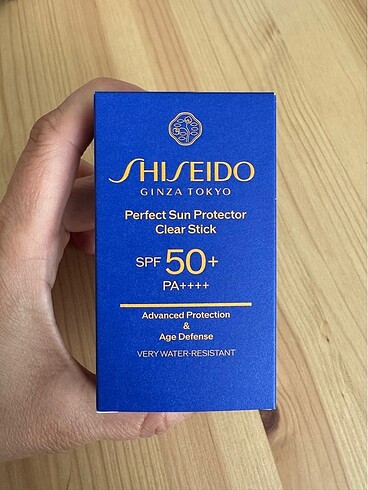 SHISEIDO
GINZA TOKYO
Perfect Sun Protector
Clear Stick
SPF 50+
PA++++
Advanced Protection
&
Age Defense
VERY WATER-RESISTANT